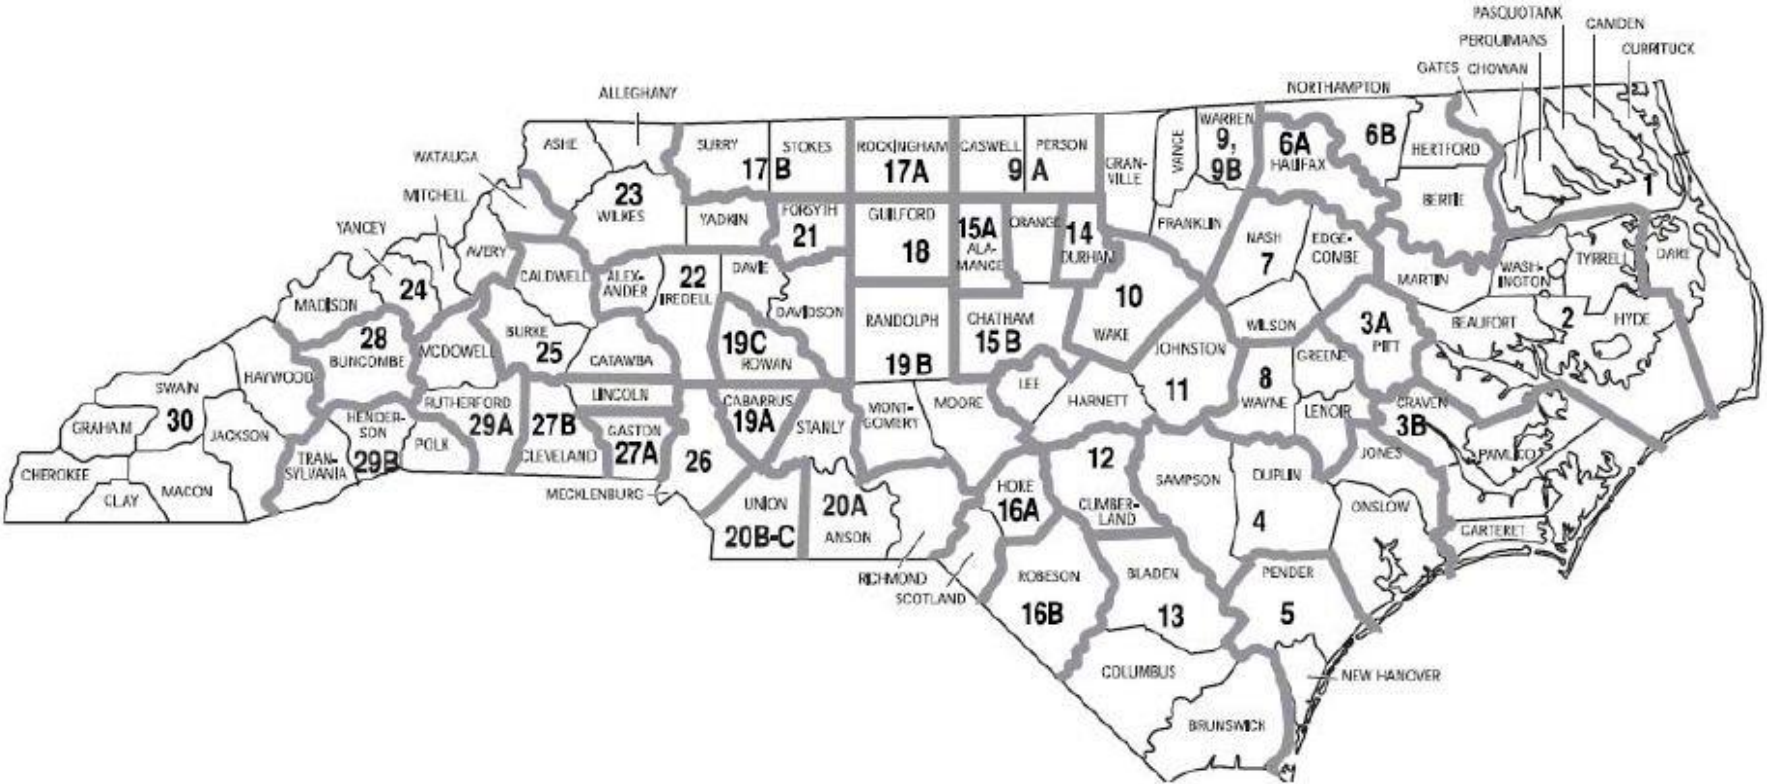 PASQUOTANK
CAMDEN
PERQUIMANS
CURRITUCK
GATES CHOWAN
NORTHAMPTON
ALLEGHANY
WARREN
9,
9B
6A
HALIFAX
6B
HERTFORD
ASHE
SURRY
17 B
STOKES
ROCKINGHAM
17A
CASWELL
9 A
PERSON
GRAN-
VILLE
VANCE
WATAUGA
MITCHELL
YANCEY
23
WILKES
YADKIN
FORSYTH
21
GUILFORD
18
15A
ALA-
MANCE
ORANGE
14
DURHAM
FRANKLIN
NASH
7
EDGE-
COMBE
BERTIE
1
MARTIN
WASH-
INGTON
TYRRELL
DARE
AVERY
CALDWELL
ALEX-
ANDER
22
IREDELL
DAVIE
DAVIDSON
24
MADISON
28
BUNCOMBE
MCDOWELL
BURKE
25
CATAWBA
19C
ROWAN
RANDOLPH
19 B
CHATHAM
15 B
10
WAKE
JOHNSTON
11
WILSON
3A
PITT
BEAUFORT
2
HYDE
GREENE
8
WAYNE
LENOIR
LEE
HARNETT
SWAIN
HAYWOOD
30
GRAHAM
JACKSON
CHEROKEE
CLAY
MACON
HENDER-
SON
29B
TRAN-
SYLVANIA
POLK
RUTHERFORD
29A
27B
CLEVELAND
LINCOLN
GASTON
27A
26
MECKLENBURG
CABARRUS
19A
STANLY
MONT-
GOMERY
MOORE
UNION
20B-C
20A
ANSON
RICHMOND
SCOTLAND
HOKE
16A
12
CUMBER-
LAND
SAMPSON
DUPLIN
4
CRAVEN
3B
JONES
PAMLICO
ONSLOW
CARTERET
ROBESON
16B
BLADEN
13
PENDER
5
COLUMBUS
NEW HANOVER
BRUNSWICK